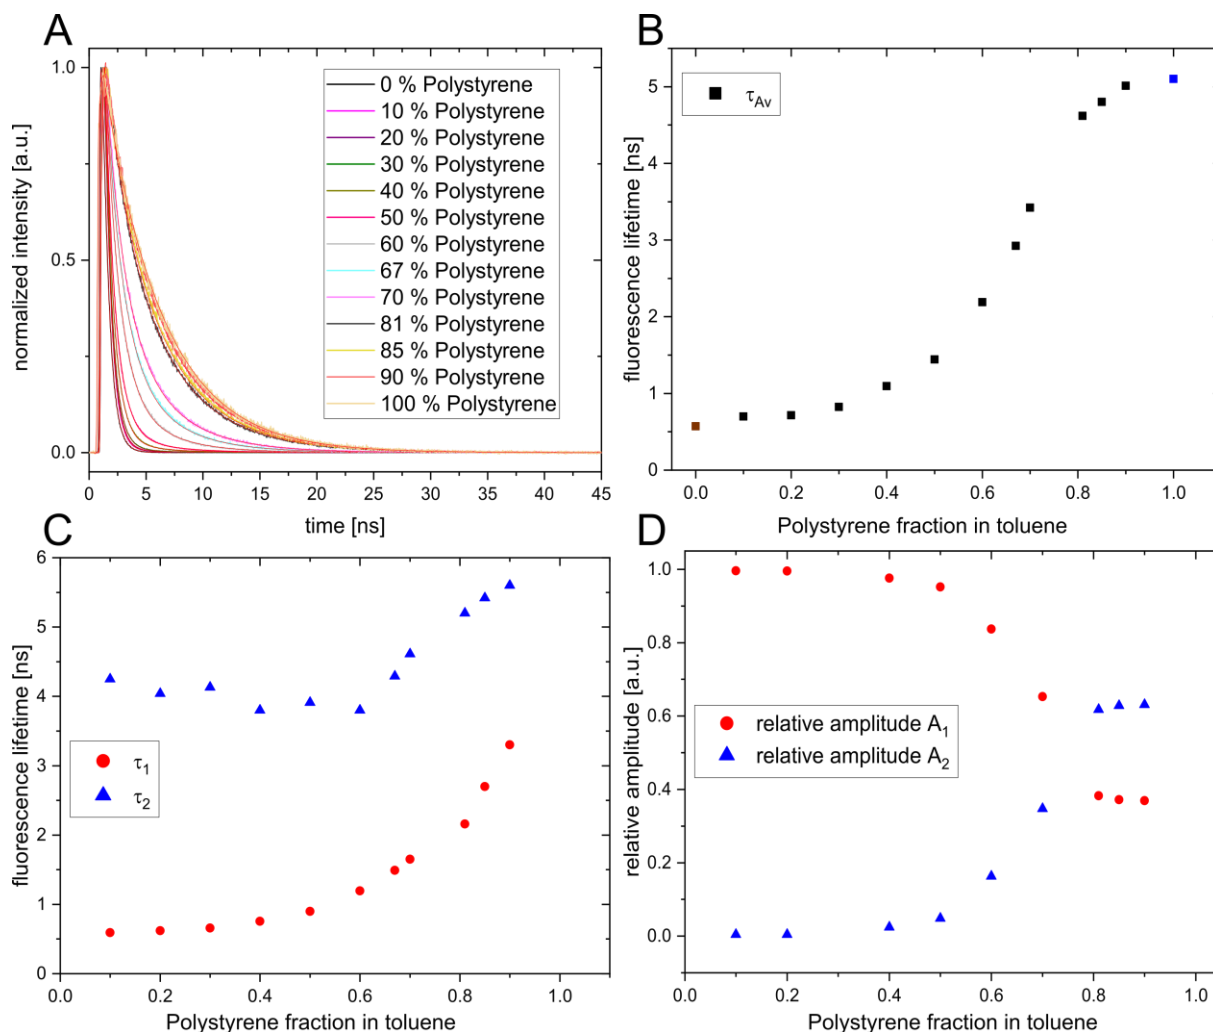 A
normalized intensity [a.u.]
1.0
0.5
0.0
0 % Polystyrene
10 % Polystyrene
20 % Polystyrene
30 % Polystyrene
40 % Polystyrene
50 % Polystyrene
60 % Polystyrene
67 % Polystyrene
70 % Polystyrene
81 % Polystyrene
85 % Polystyrene
90 % Polystyrene
100 % Polystyrene
0 5 10 15 20 25 30 35 40 45
time [ns]
B
fluorescence lifetime [ns]
5
4
3
2
1
0
τAv
0.0 0.2 0.4 0.6 0.8 1.0
Polystyrene fraction in toluene
C
fluorescence lifetime [ns]
6
5
4
3
2
1
0
τ1
τ2
0.0 0.2 0.4 0.6 0.8 1.0
Polystyrene fraction in toluene
D
relative amplitude [a.u.]
1.0
0.8
0.6
0.4
0.2
0.0
relative amplitude A1
relative amplitude A2
0.0 0.2 0.4 0.6 0.8 1.0
Polystyrene fraction in toluene